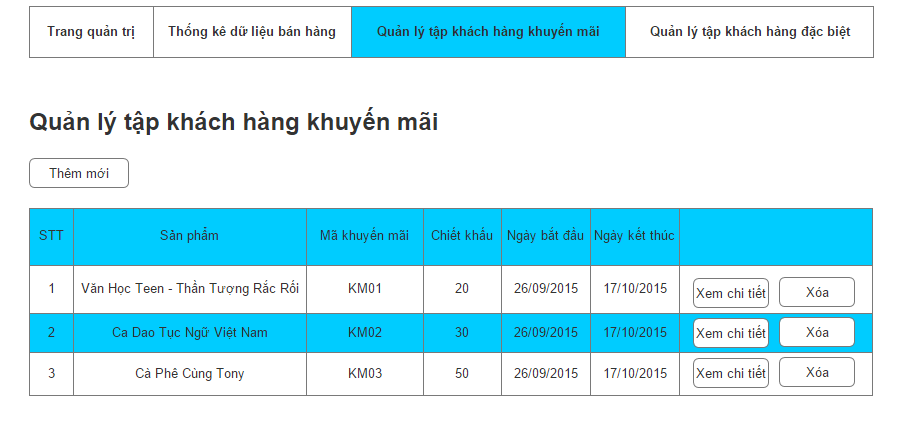 Trang quản trị Thống kê dữ liệu bán hàng Quản lý tập khách hàng khuyến mãi Quản lý tập khách hàng đặc biệt
Quản lý tập khách hàng khuyến mãi
Thêm mới
STT Sản phẩm Mã khuyến mãi Chiết khấu Ngày bắt đầu Ngày kết thúc
1 Văn Học Teen - Thần Tượng Rắc Rối KM01 20 26/09/2015 17/10/2015 Xem chi tiết Xóa
2 Ca Dao Tục Ngữ Việt Nam KM02 30 26/09/2015 17/10/2015 Xem chi tiết Xóa
3 Cà Phê Cùng Tony KM03 50 26/09/2015 17/10/2015 Xem chi tiết Xóa